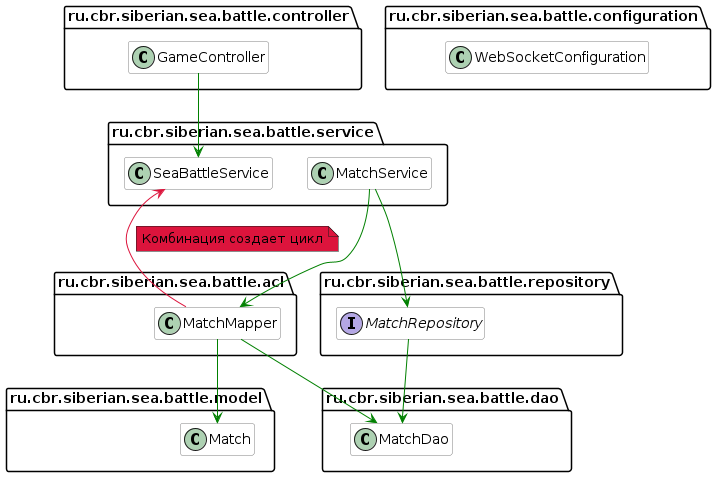 ru.cbr.siberian.sea.battle.controller
ru.cbr.siberian.sea.battle.configuration
C GameController
C WebSocketConfiguration
ru.cbr.siberian.sea.battle.service
C SeaBattleService
C MatchService
Комбинация создает цикл
ru.cbr.siberian.sea.battle.acl
ru.cbr.siberian.sea.battle.repository
C MatchMapper
I MatchRepository
ru.cbr.siberian.sea.battle.model
ru.cbr.siberian.sea.battle.dao
C Match
C MatchDao